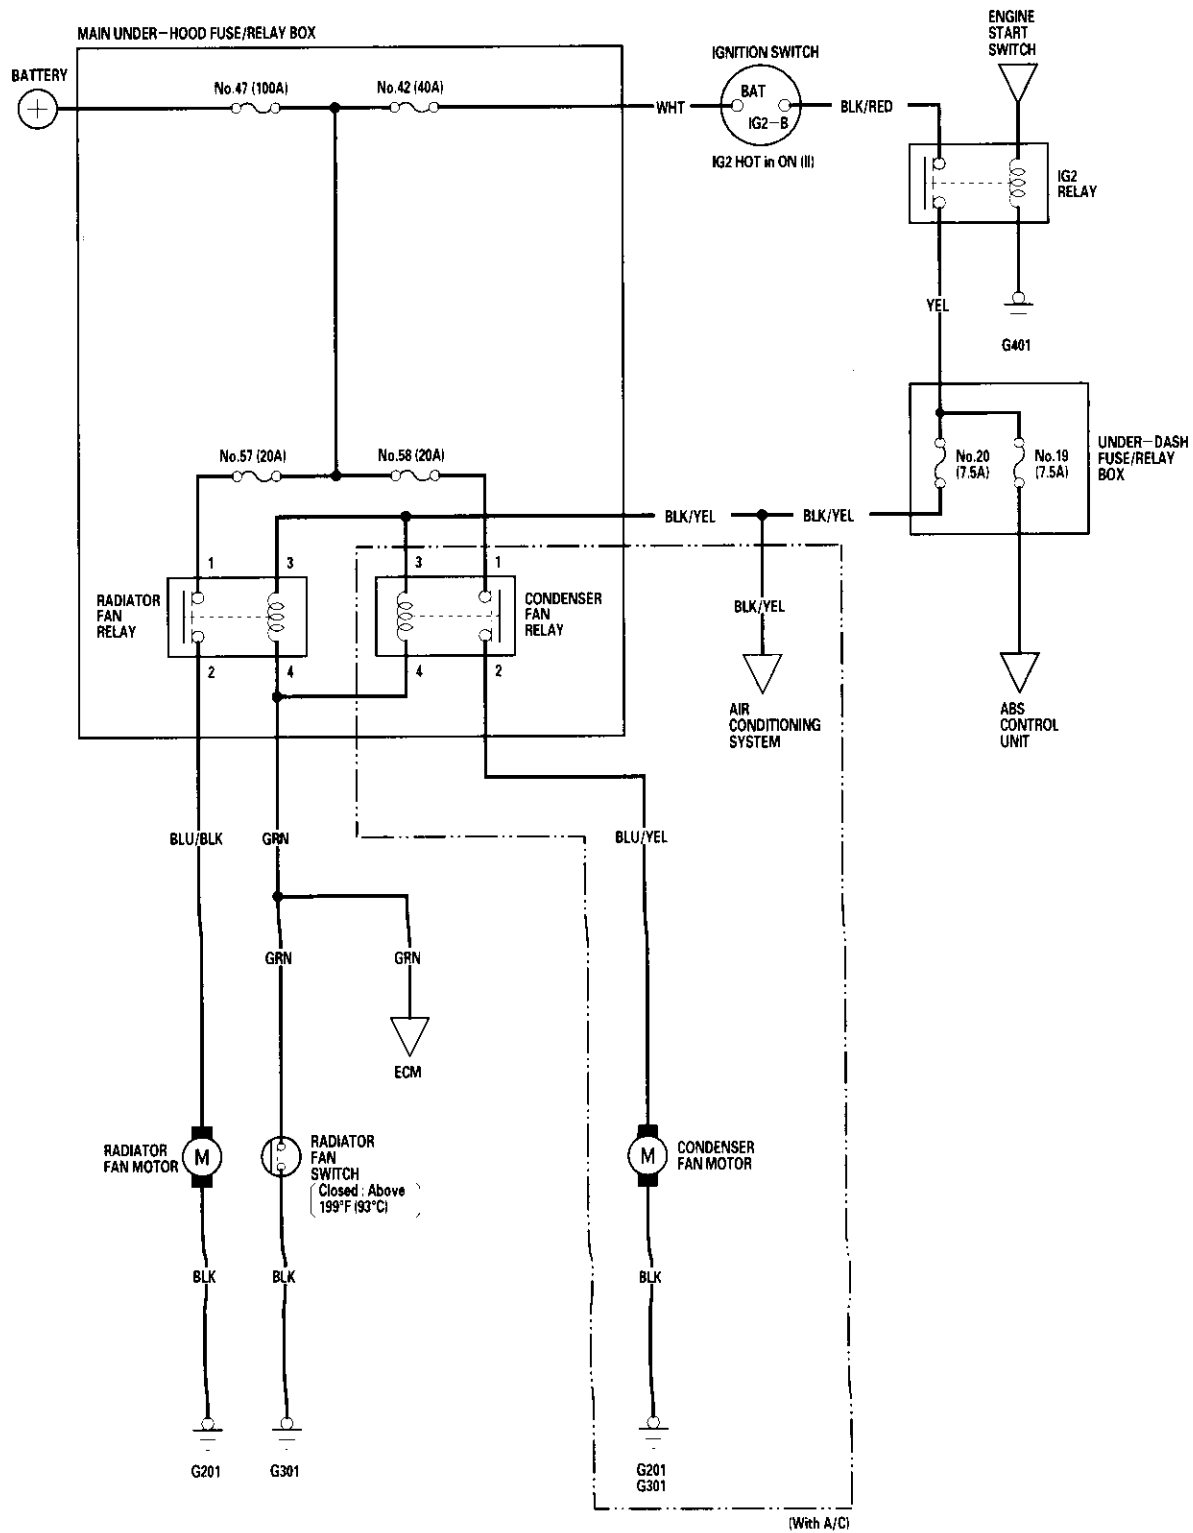 MAIN UNDER-HOOD FUSE/RELAY BOX
ENGINE
START
SWITCH
IGNITION SWITCH
BATTERY
+
No.47 (100A)
No.42 (40A)
WHT
BAT
IG2-B
BLK/RED
IG2 HOT in ON (II)
IG2
RELAY
YEL
G401
No.57 (20A)
No.58 (20A)
No.20
(7.5A)
No.19
(7.5A)
UNDER-DASH
FUSE/RELAY
BOX
BLK/YEL
BLK/YEL
1
3
3
1
RADIATOR
FAN
RELAY
CONDENSER
FAN
RELAY
BLK/YEL
2
4
4
2
AIR
CONDITIONING
SYSTEM
ABS
CONTROL
UNIT
BLU/BLK
GRN
BLU/YEL
GRN
GRN
ECM
RADIATOR
FAN MOTOR
M
RADIATOR
FAN
SWITCH
(Closed : Above
199°F (93°C))
M
CONDENSER
FAN MOTOR
BLK
BLK
BLK
G201
G301
G201
G301
(With A/C)